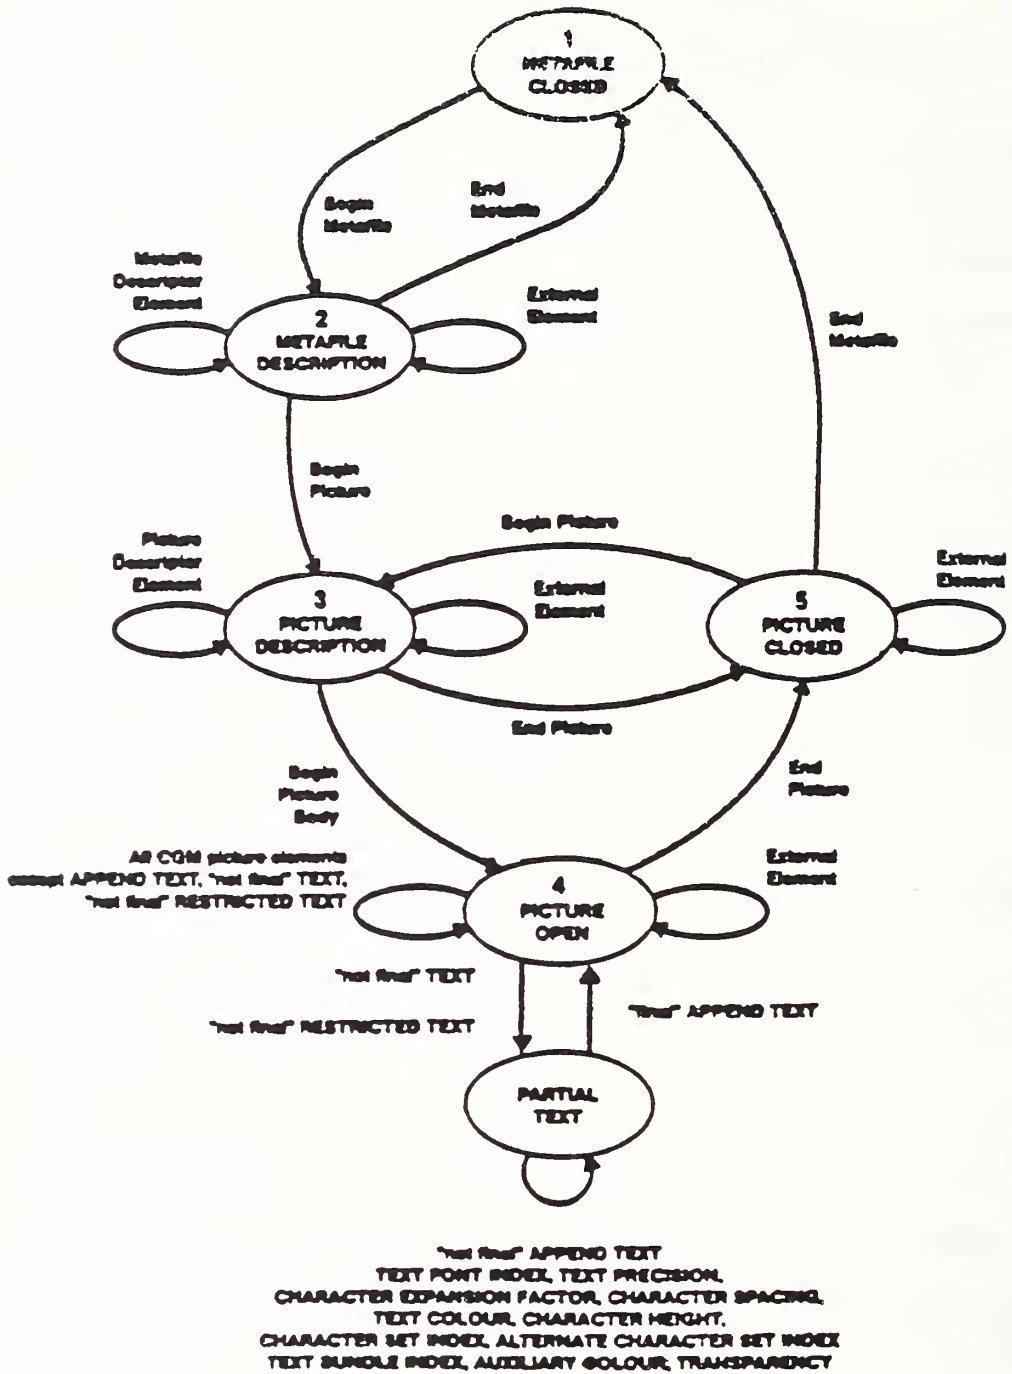 1
METAFILE
CLOSED
Begin
Metafile
End
Metafile
Metafile
Descriptor
Element
External
Element
2
METAFILE
DESCRIPTION
End
Metafile
Begin
Picture
Begin Picture
Picture
Descriptor
Element
External
Element
External
Element
3
PICTURE
DESCRIPTION
5
PICTURE
CLOSED
End Picture
Begin
Picture
Body
End
Picture
All CGM picture elements
except APPEND TEXT, "not final" TEXT,
"not final" RESTRICTED TEXT
External
Element
4
PICTURE
OPEN
"not final" TEXT
"not final" RESTRICTED TEXT
"final" APPEND TEXT
PARTIAL
TEXT
"not final" APPEND TEXT
TEXT FONT INDEX, TEXT PRECISION,
CHARACTER EXPANSION FACTOR, CHARACTER SPACING,
TEXT COLOUR, CHARACTER HEIGHT,
CHARACTER SET INDEX, ALTERNATE CHARACTER SET INDEX
TEXT BUNDLE INDEX, AUXILIARY COLOUR, TRANSPARENCY